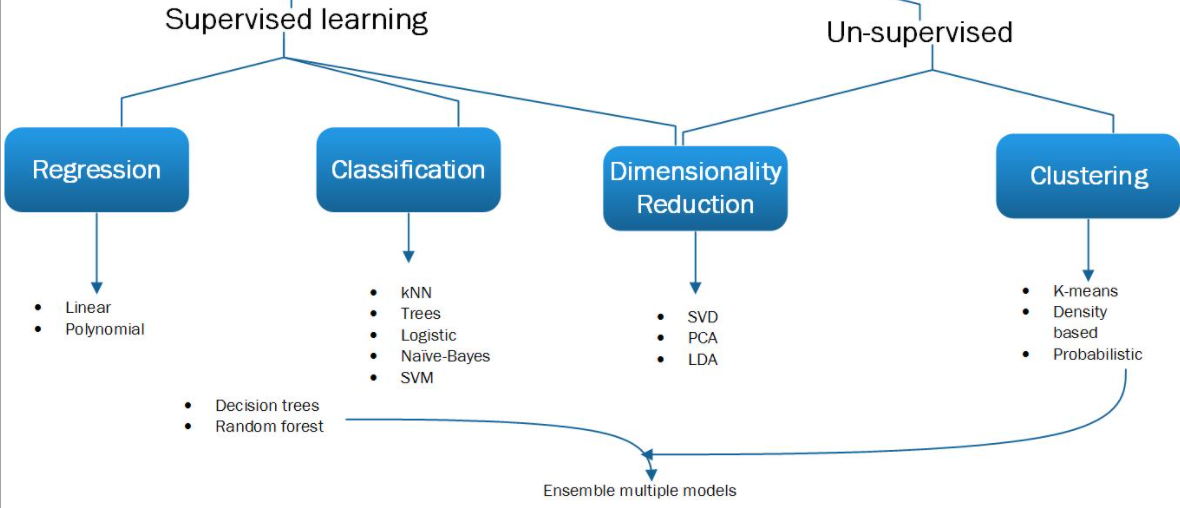 Supervised learning
Un-supervised
Regression
Classification
Dimensionality
Reduction
Clustering
• Linear
• Polynomial
• kNN
• Trees
• Logistic
• Naïve-Bayes
• SVM
• SVD
• PCA
• LDA
• K-means
• Density
based
• Probabilistic
• Decision trees
• Random forest
Ensemble multiple models